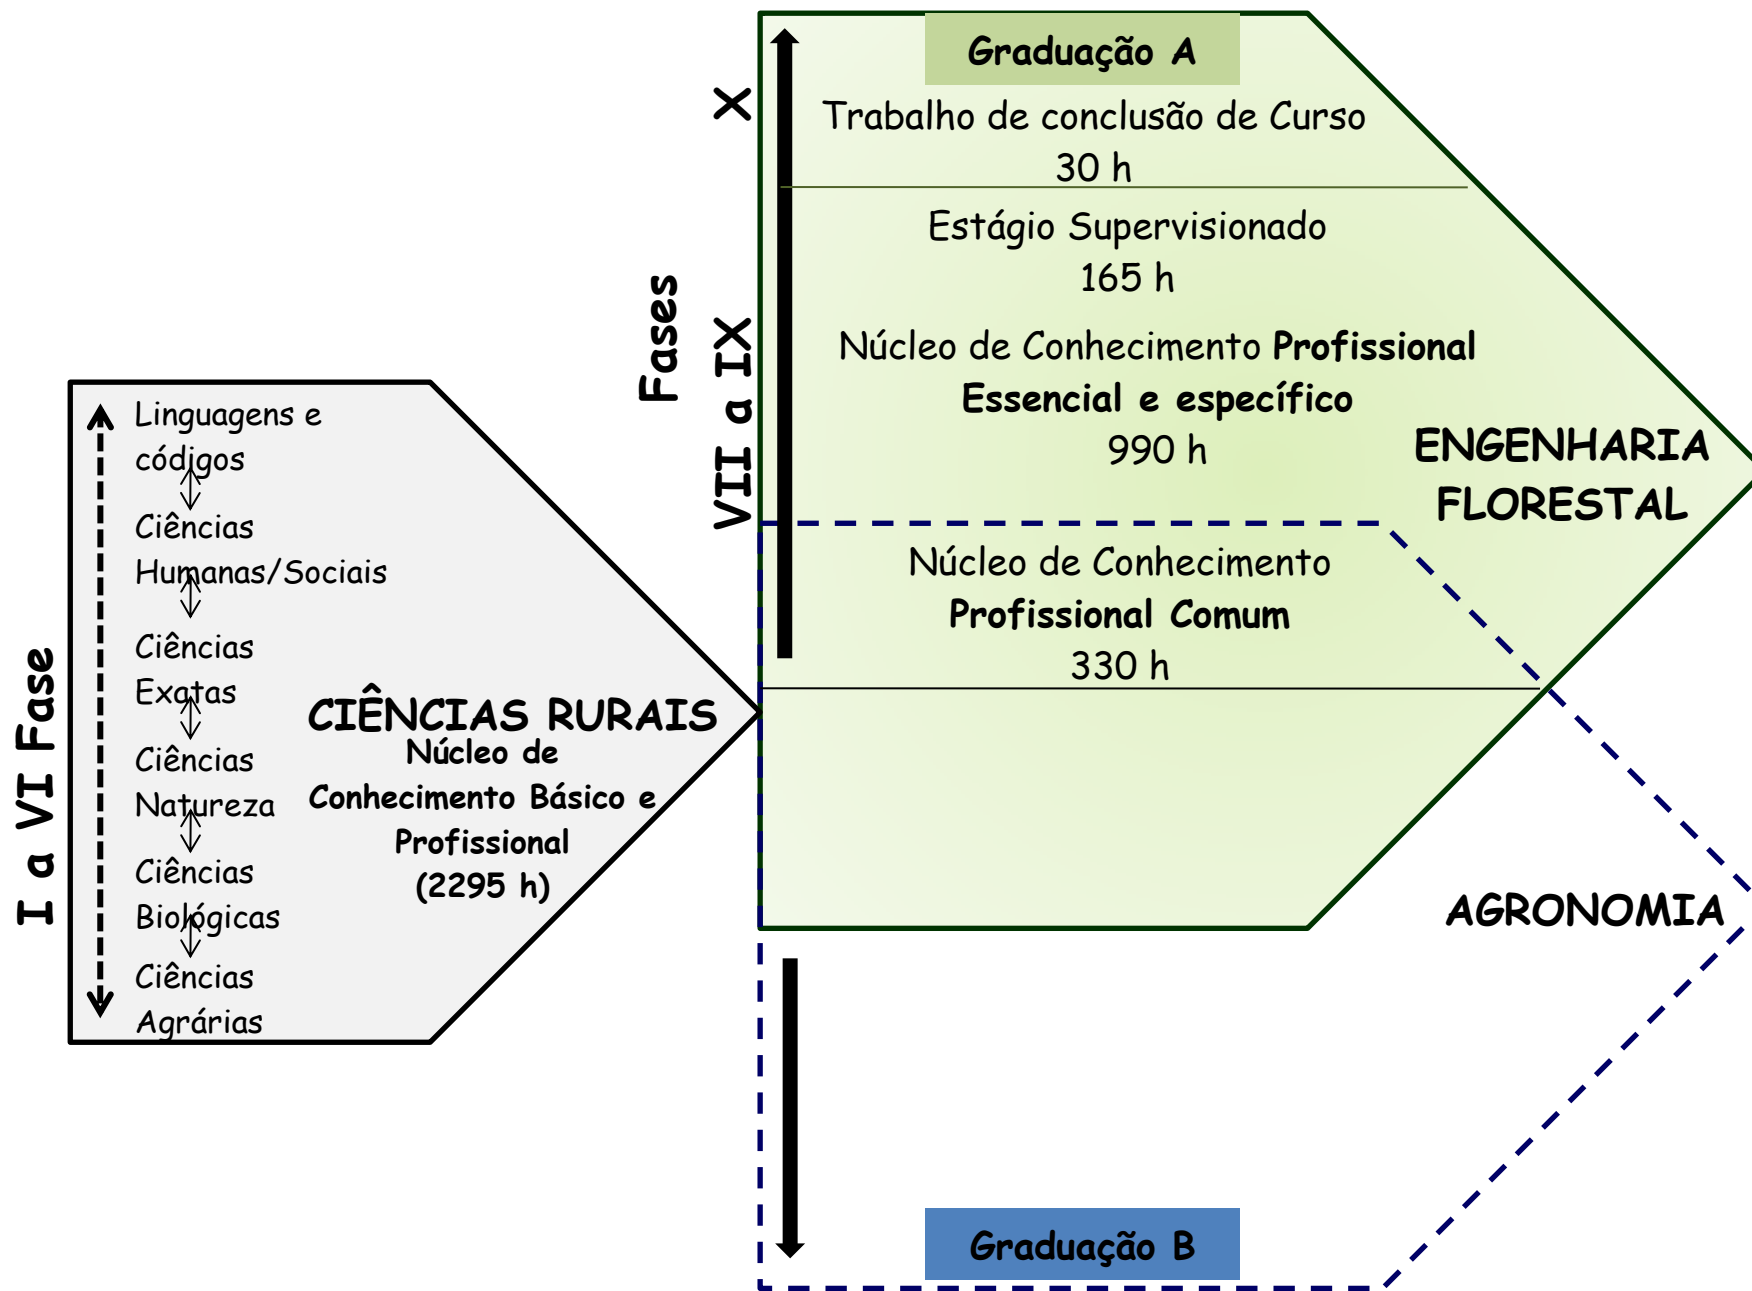 I a VI Fase
Linguagens e
códigos
Ciências
Humanas/Sociais
Ciências
Exatas
Ciências
Natureza
Ciências
Biológicas
Ciências
Agrárias
CIÊNCIAS RURAIS
Núcleo de
Conhecimento Básico e
Profissional
(2295 h)
Fases
VII a IX
X
Graduação A
Trabalho de conclusão de Curso
30 h
Estágio Supervisionado
165 h
Núcleo de Conhecimento Profissional
Essencial e específico
990 h
Núcleo de Conhecimento
Profissional Comum
330 h
ENGENHARIA
FLORESTAL
AGRONOMIA
Graduação B